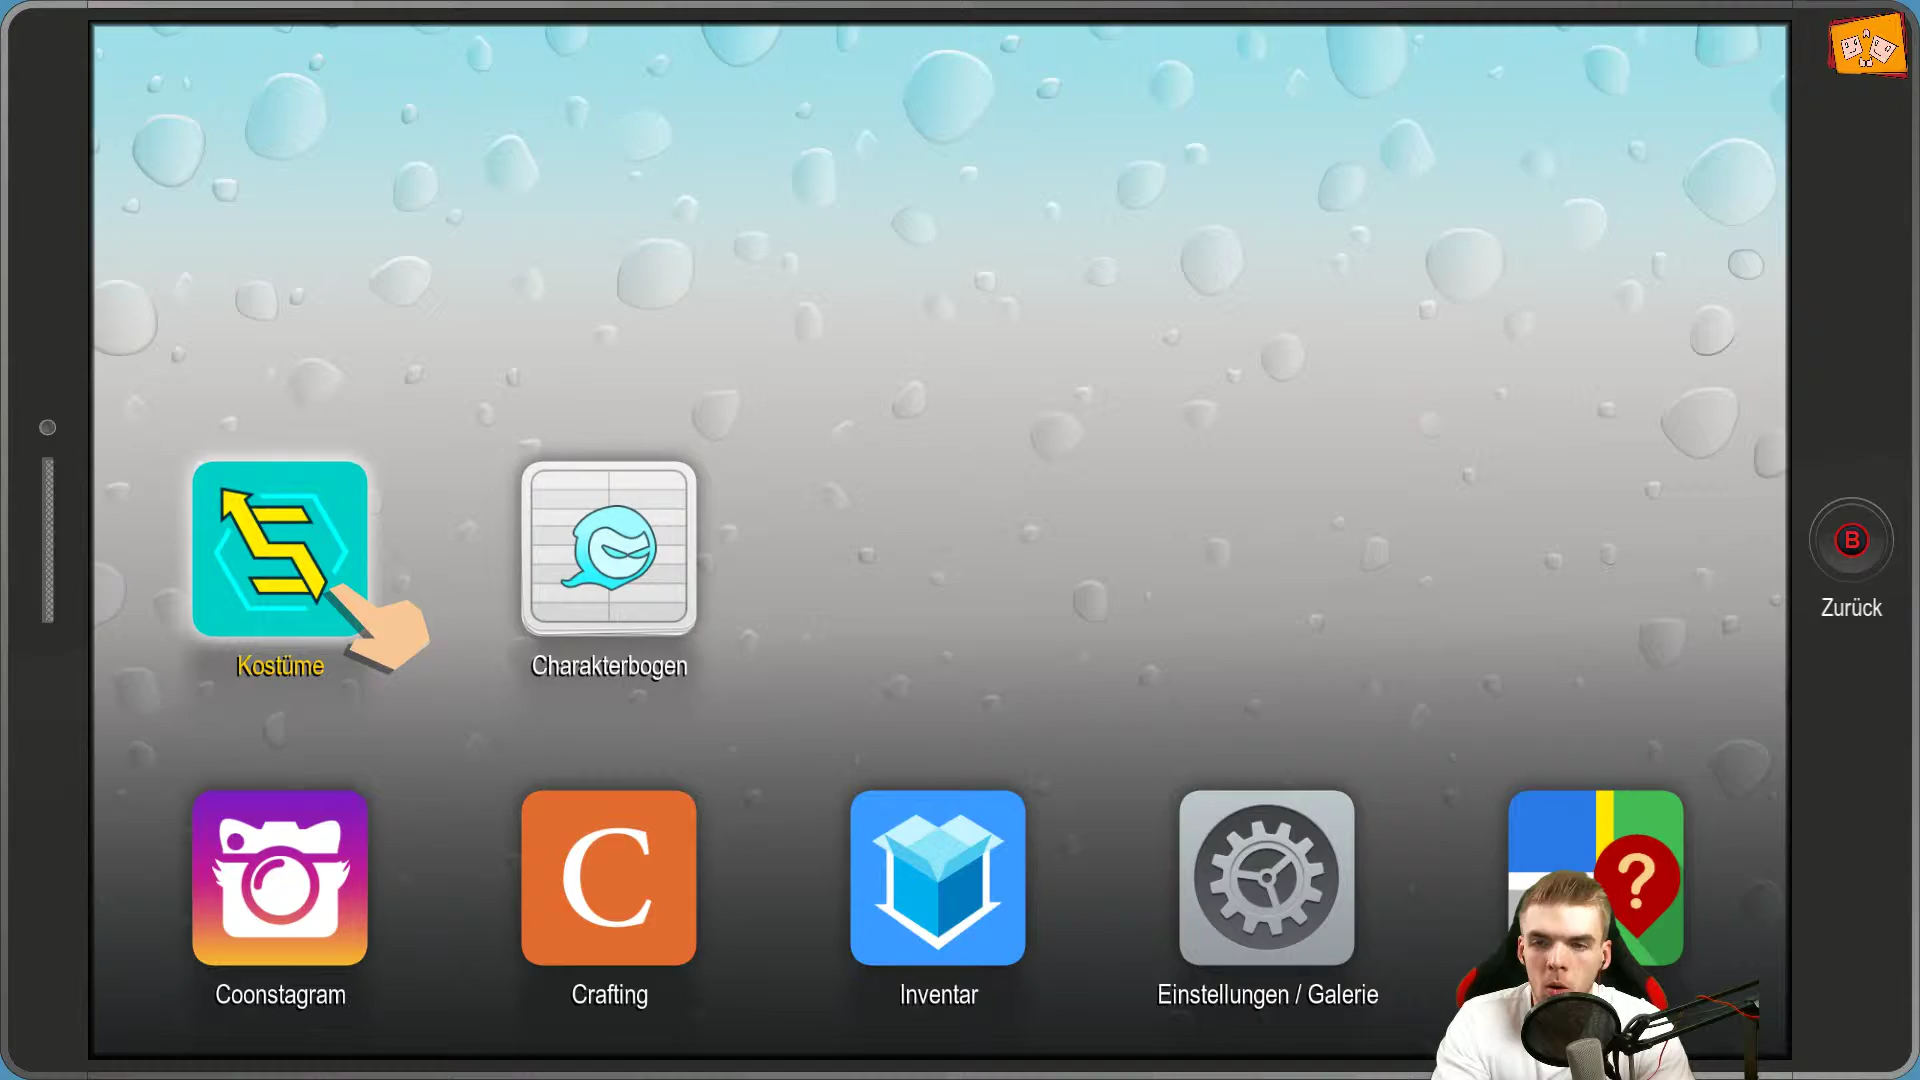 Kostüme
Charakterbogen
B
Zurück
C
?
Coonstagram
Crafting
Inventar
Einstellungen / Galerie